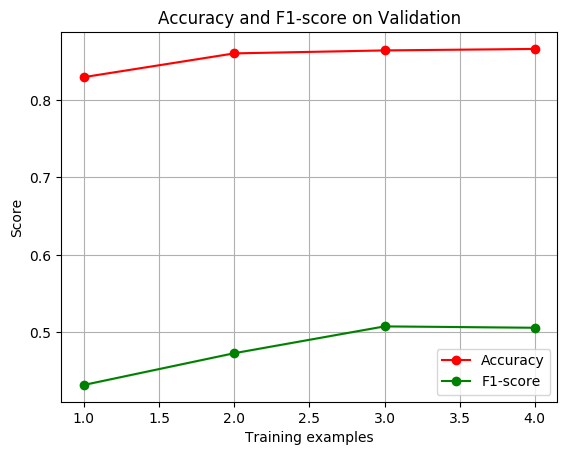 Accuracy and F1-score on Validation
Score
0.8
0.7
0.6
0.5
Accuracy
F1-score
1.0 1.5 2.0 2.5 3.0 3.5 4.0
Training examples